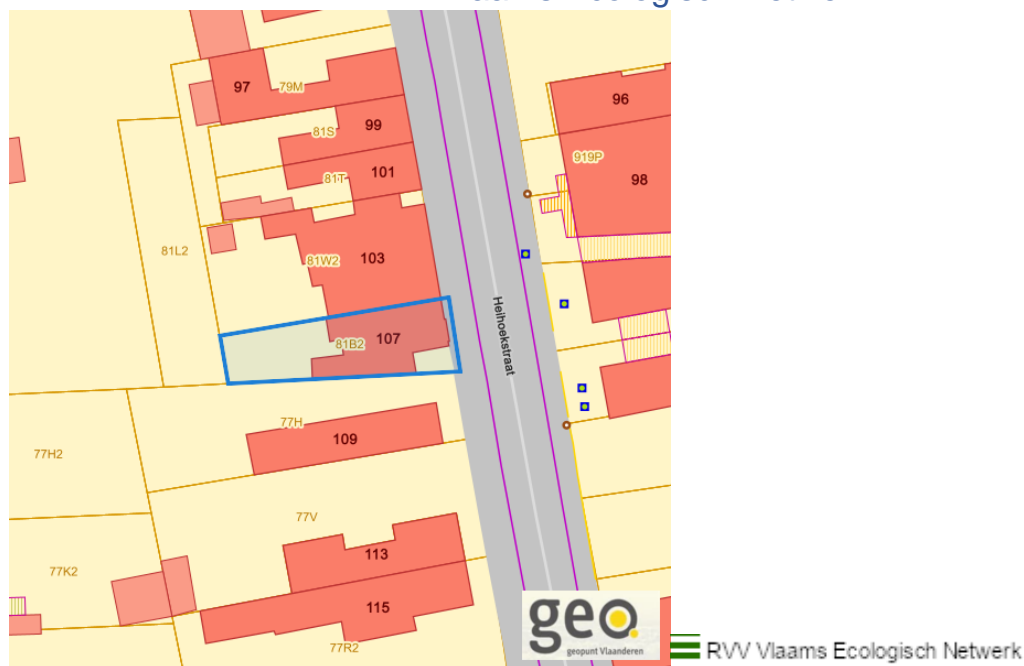 97
79M
96
99
81S
919P
101
81T
98
81L2
81W2
103
Heihoekstraat
81B2
107
77H
109
77H2
77V
113
77K2
115
77R2
geo
geopunt Vlaanderen
RVV Vlaams Ecologisch Netwerk